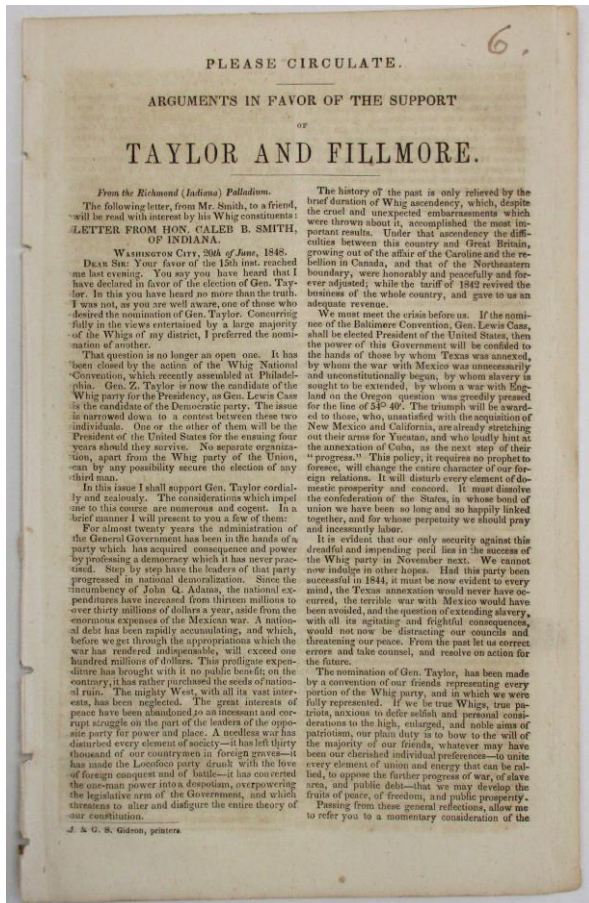 6.
PLEASE CIRCULATE.
ARGUMENTS IN FAVOR OF THE SUPPORT
OF
TAYLOR AND FILLMORE.
From the Richmond (Indiana) Palladium.
The following letter, from Mr. Smith, to a friend,
will be read with interest by his Whig constituents:
LETTER FROM HON. CALEB B. SMITH,
OF INDIANA.
WASHINGTON CITY, 20th of June, 1848.
DEAR SIR: Your favor of the 15th inst. reached
me last evening. You say you have heard that I
have declared in favor of the election of Gen. Tay-
lor. In this you have heard no more than the truth.
I was not, as you are well aware, one of those who
desired the nomination of Gen. Taylor. Concurring
fully in the views entertained by a large majority
of the Whigs of my district, I preferred the nomi-
nation of another.
That question is no longer an open one. It has
been closed by the action of the Whig National
Convention, which recently assembled at Philadel-
phia. Gen. Z. Taylor is now the candidate of the
Whig party for the Presidency, as Gen. Lewis Cass
is the candidate of the Democratic party. The issue
is narrowed down to a contest between these two
individuals. One or the other of them will be the
President of the United States for the ensuing four
years should they survive. No separate organiza-
tion, apart from the Whig party of the Union,
can by any possibility secure the election of any
third man.
In this issue I shall support Gen. Taylor cordial-
ly and zealously. The considerations which impel
me to this course are numerous and cogent. In a
brief manner I will present to you a few of them:
For almost twenty years the administration of
the General Government has been in the hands of a
party which has acquired consequence and power
by professing a democracy which it has never prac-
tised. Step by step have the leaders of that party
progressed in national demoralization. Since the
incumbency of John Q. Adams, the national ex-
penditures have increased from thirteen millions to
over thirty millions of dollars a year, aside from the
enormous expenses of the Mexican war. A nation-
al debt has been rapidly accumulating, and which,
before we get through the appropriations which the
war has rendered indispensable, will exceed one
hundred millions of dollars. This profligate expen-
diture has brought with it no public benefit; on the
contrary, it has rather purchased the seeds of nation-
al ruin. The mighty West, with all its vast inter-
ests, has been neglected. The great interests of
peace have been abandoned to an incessant and cor-
rupt struggle on the part of the leaders of the oppo-
site party for power and place. A needless war has
disturbed every element of society—it has left thirty
thousand of our countrymen in foreign graves—it
has made the Locofoco party drunk with the love
of foreign conquest and of battle—it has converted
the one-man power into a despotism, overpowering
the legislative arm of the Government, and which
threatens to alter and disfigure the entire theory of
our constitution.
J. & G. S. Gideon, printers.
The history of the past is only relieved by the
brief duration of Whig ascendency, which, despite
the cruel and unexpected embarrassments which
were thrown about it, accomplished the most im-
portant results. Under that ascendency the diffi-
culties between this country and Great Britain,
growing out of the affair of the Caroline and the re-
bellion in Canada, and that of the Northeastern
boundary, were honorably and peacefully and for-
ever adjusted; while the tariff of 1842 revived the
business of the whole country, and gave to us an
adequate revenue.
We must meet the crisis before us. If the nomi-
nee of the Baltimore Convention, Gen. Lewis Cass,
shall be elected President of the United States, then
the power of this Government will be confided to
the hands of those by whom Texas was annexed,
by whom the war with Mexico was unnecessarily
and unconstitutionally begun, by whom slavery is
sought to be extended, by whom a war with Eng-
land on the Oregon question was greedily pressed
for the line of 54° 40'. The triumph will be award-
ed to those, who, unsatisfied with the acquisition of
New Mexico and California, are already stretching
out their arms for Yucatan, and who loudly hint at
the annexation of Cuba, as the next step of their
"progress." This policy, it requires no prophet to
foresee, will change the entire character of our for-
eign relations. It will disturb every element of do-
mestic prosperity and concord. It must dissolve
the confederation of the States, in whose bond of
union we have been so long and so happily linked
together, and for whose perpetuity we should pray
and incessantly labor.
It is evident that our only security against this
dreadful and impending peril lies in the success of
the Whig party in November next. We cannot
now indulge in other hopes. Had this party been
successful in 1844, it must be now evident to every
mind, the Texas annexation would never have oc-
curred, the terrible war with Mexico would have
been avoided, and the question of extending slavery,
with all its agitating and frightful consequences,
would not now be distracting our councils and
threatening our peace. From the past let us correct
errors and take counsel, and resolve on action for
the future.
The nomination of Gen. Taylor, has been made
by a convention of our friends representing every
portion of the Whig party, and in which we were
fully represented. If we be true Whigs, true pa-
triots, anxious to defer selfish and personal consi-
derations to the high, enlarged, and noble aims of
patriotism, our plain duty is to bow to the will of
the majority of our friends, whatever may have
been our cherished individual preferences—to unite
every element of union and energy that can be ral-
lied, to oppose the further progress of war, of slave
area, and public debt—that we may develop the
fruits of peace, of freedom, and public prosperity.
Passing from these general reflections, allow me
to refer you to a momentary consideration of the